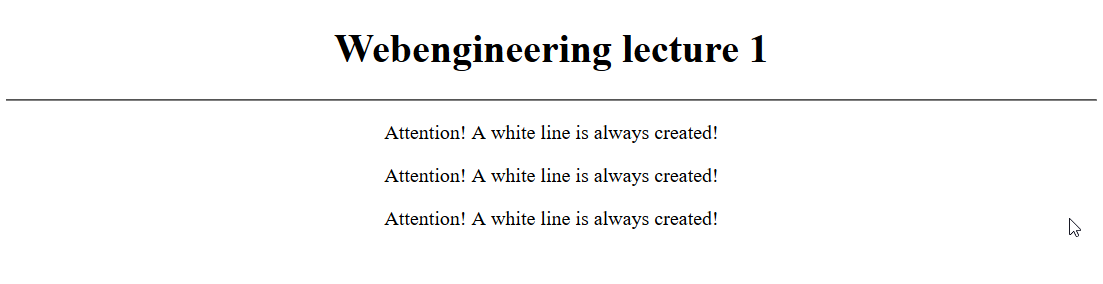 Webengineering lecture 1
Attention! A white line is always created!
Attention! A white line is always created!
Attention! A white line is always created!